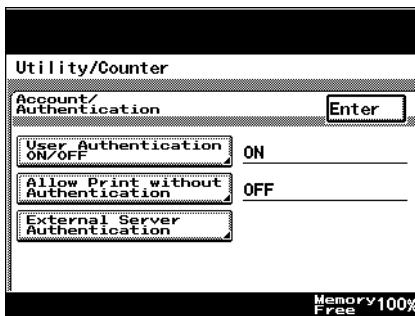 Utility/Counter
Account/
Authentication
Enter
User Authentication
ON/OFF
ON
Allow Print without
Authentication
OFF
External Server
Authentication
Memory
Free 100%